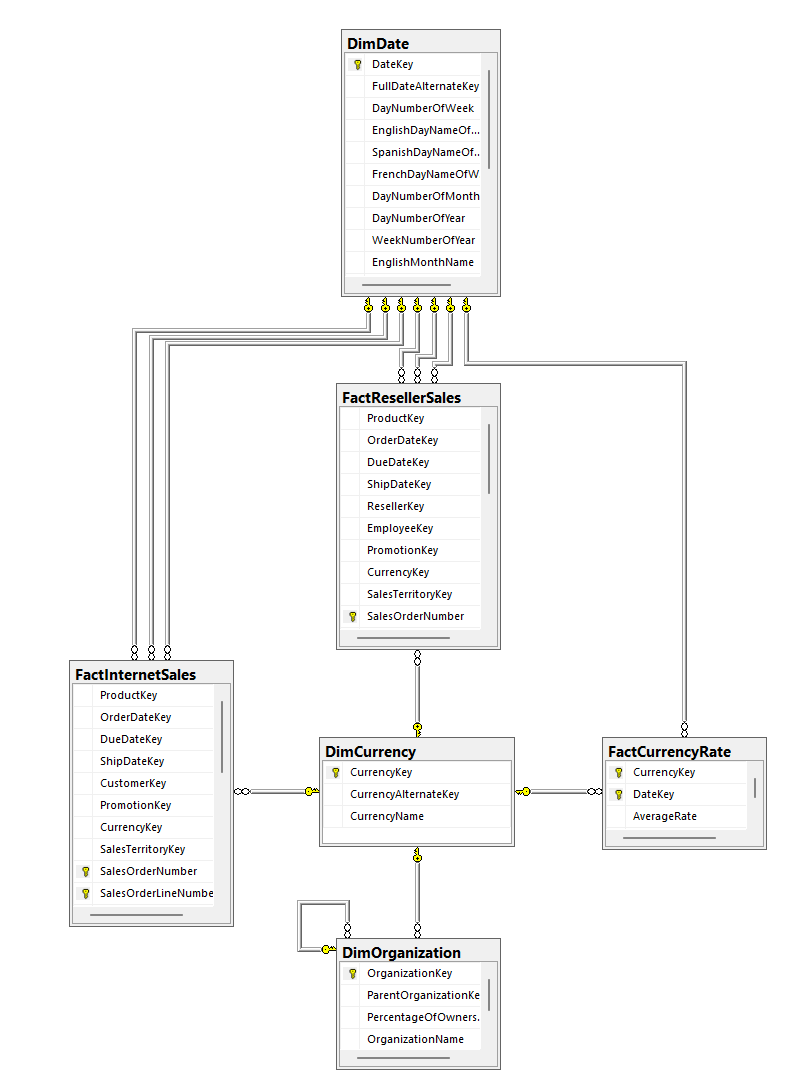 DimDate
DateKey
FullDateAlternateKey
DayNumberOfWeek
EnglishDayNameOf...
SpanishDayNameOf..
FrenchDayNameOfW
DayNumberOfMonth
DayNumberOfYear
WeekNumberOfYear
EnglishMonthName
FactResellerSales
ProductKey
OrderDateKey
DueDateKey
ShipDateKey
ResellerKey
EmployeeKey
PromotionKey
CurrencyKey
SalesTerritoryKey
SalesOrderNumber
FactInternetSales
ProductKey
OrderDateKey
DueDateKey
ShipDateKey
CustomerKey
PromotionKey
CurrencyKey
SalesTerritoryKey
SalesOrderNumber
SalesOrderLineNumbe
DimCurrency
CurrencyKey
CurrencyAlternateKey
CurrencyName
FactCurrencyRate
CurrencyKey
DateKey
AverageRate
DimOrganization
OrganizationKey
ParentOrganizationKe
PercentageOfOwners.
OrganizationName